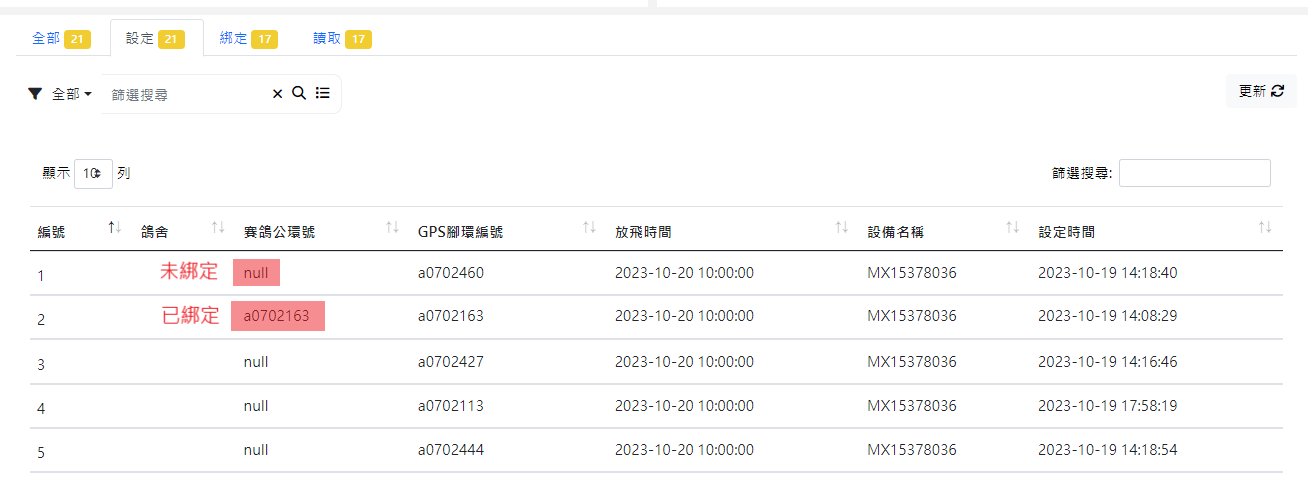 全部 21 設定 21 綁定 17 讀取 17
全部 篩選搜尋 更新
顯示 10 列 篩選搜尋:
編號 鴿舍 賽鴿公環號 GPS腳環編號 放飛時間 設備名稱 設定時間
1 未綁定 null a0702460 2023-10-20 10:00:00 MX15378036 2023-10-19 14:18:40
2 已綁定 a0702163 a0702163 2023-10-20 10:00:00 MX15378036 2023-10-19 14:08:29
3 null a0702427 2023-10-20 10:00:00 MX15378036 2023-10-19 14:16:46
4 null a0702113 2023-10-20 10:00:00 MX15378036 2023-10-19 17:58:19
5 null a0702444 2023-10-20 10:00:00 MX15378036 2023-10-19 14:18:54